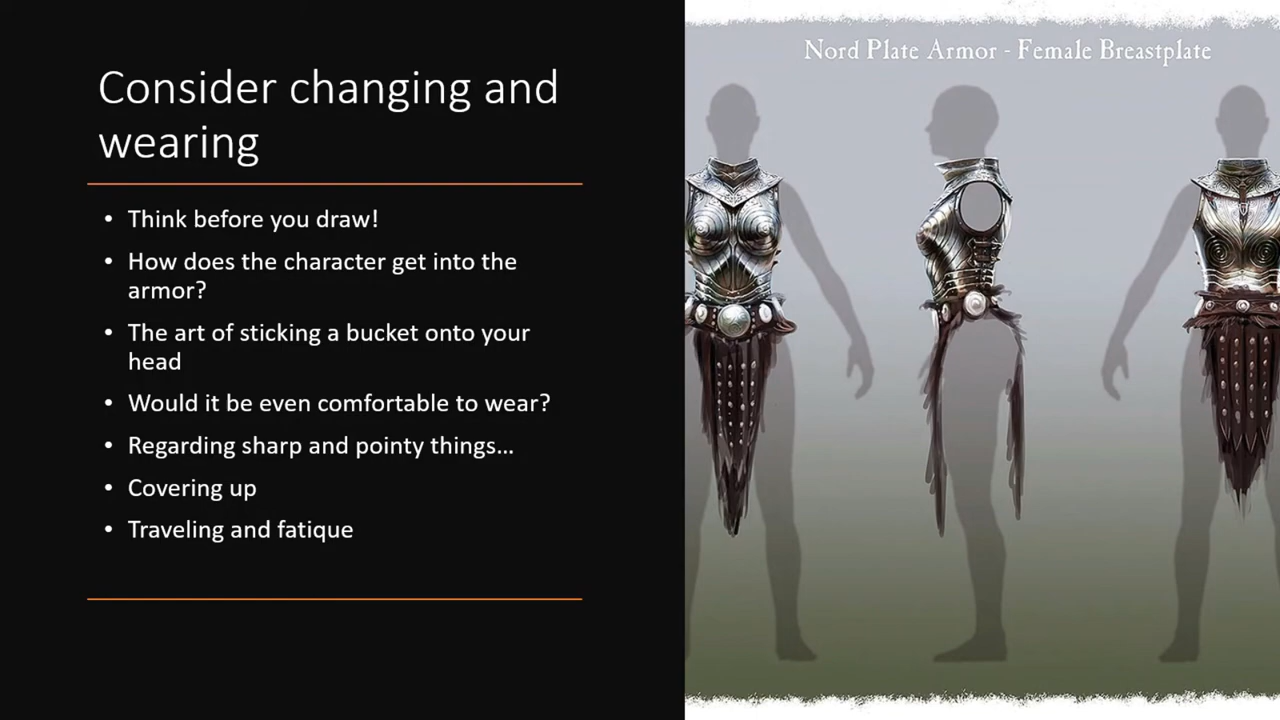 Consider changing and
wearing
• Think before you draw!
• How does the character get into the
armor?
• The art of sticking a bucket onto your
head
• Would it be even comfortable to wear?
• Regarding sharp and pointy things...
• Covering up
• Traveling and fatique
Nord Plate Armor - Female Breastplate